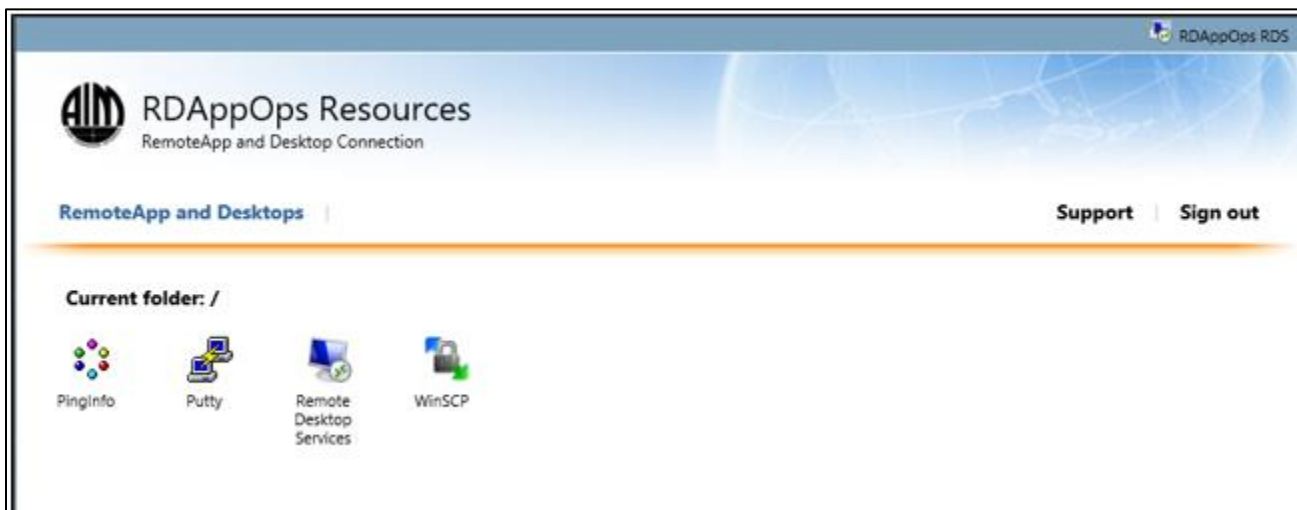 RDAppOps RDS
AIM
RDAppOps Resources
RemoteApp and Desktop Connection
RemoteApp and Desktops
Support
Sign out
Current folder: /
PingInfo
Putty
Remote
Desktop
Services
WinSCP